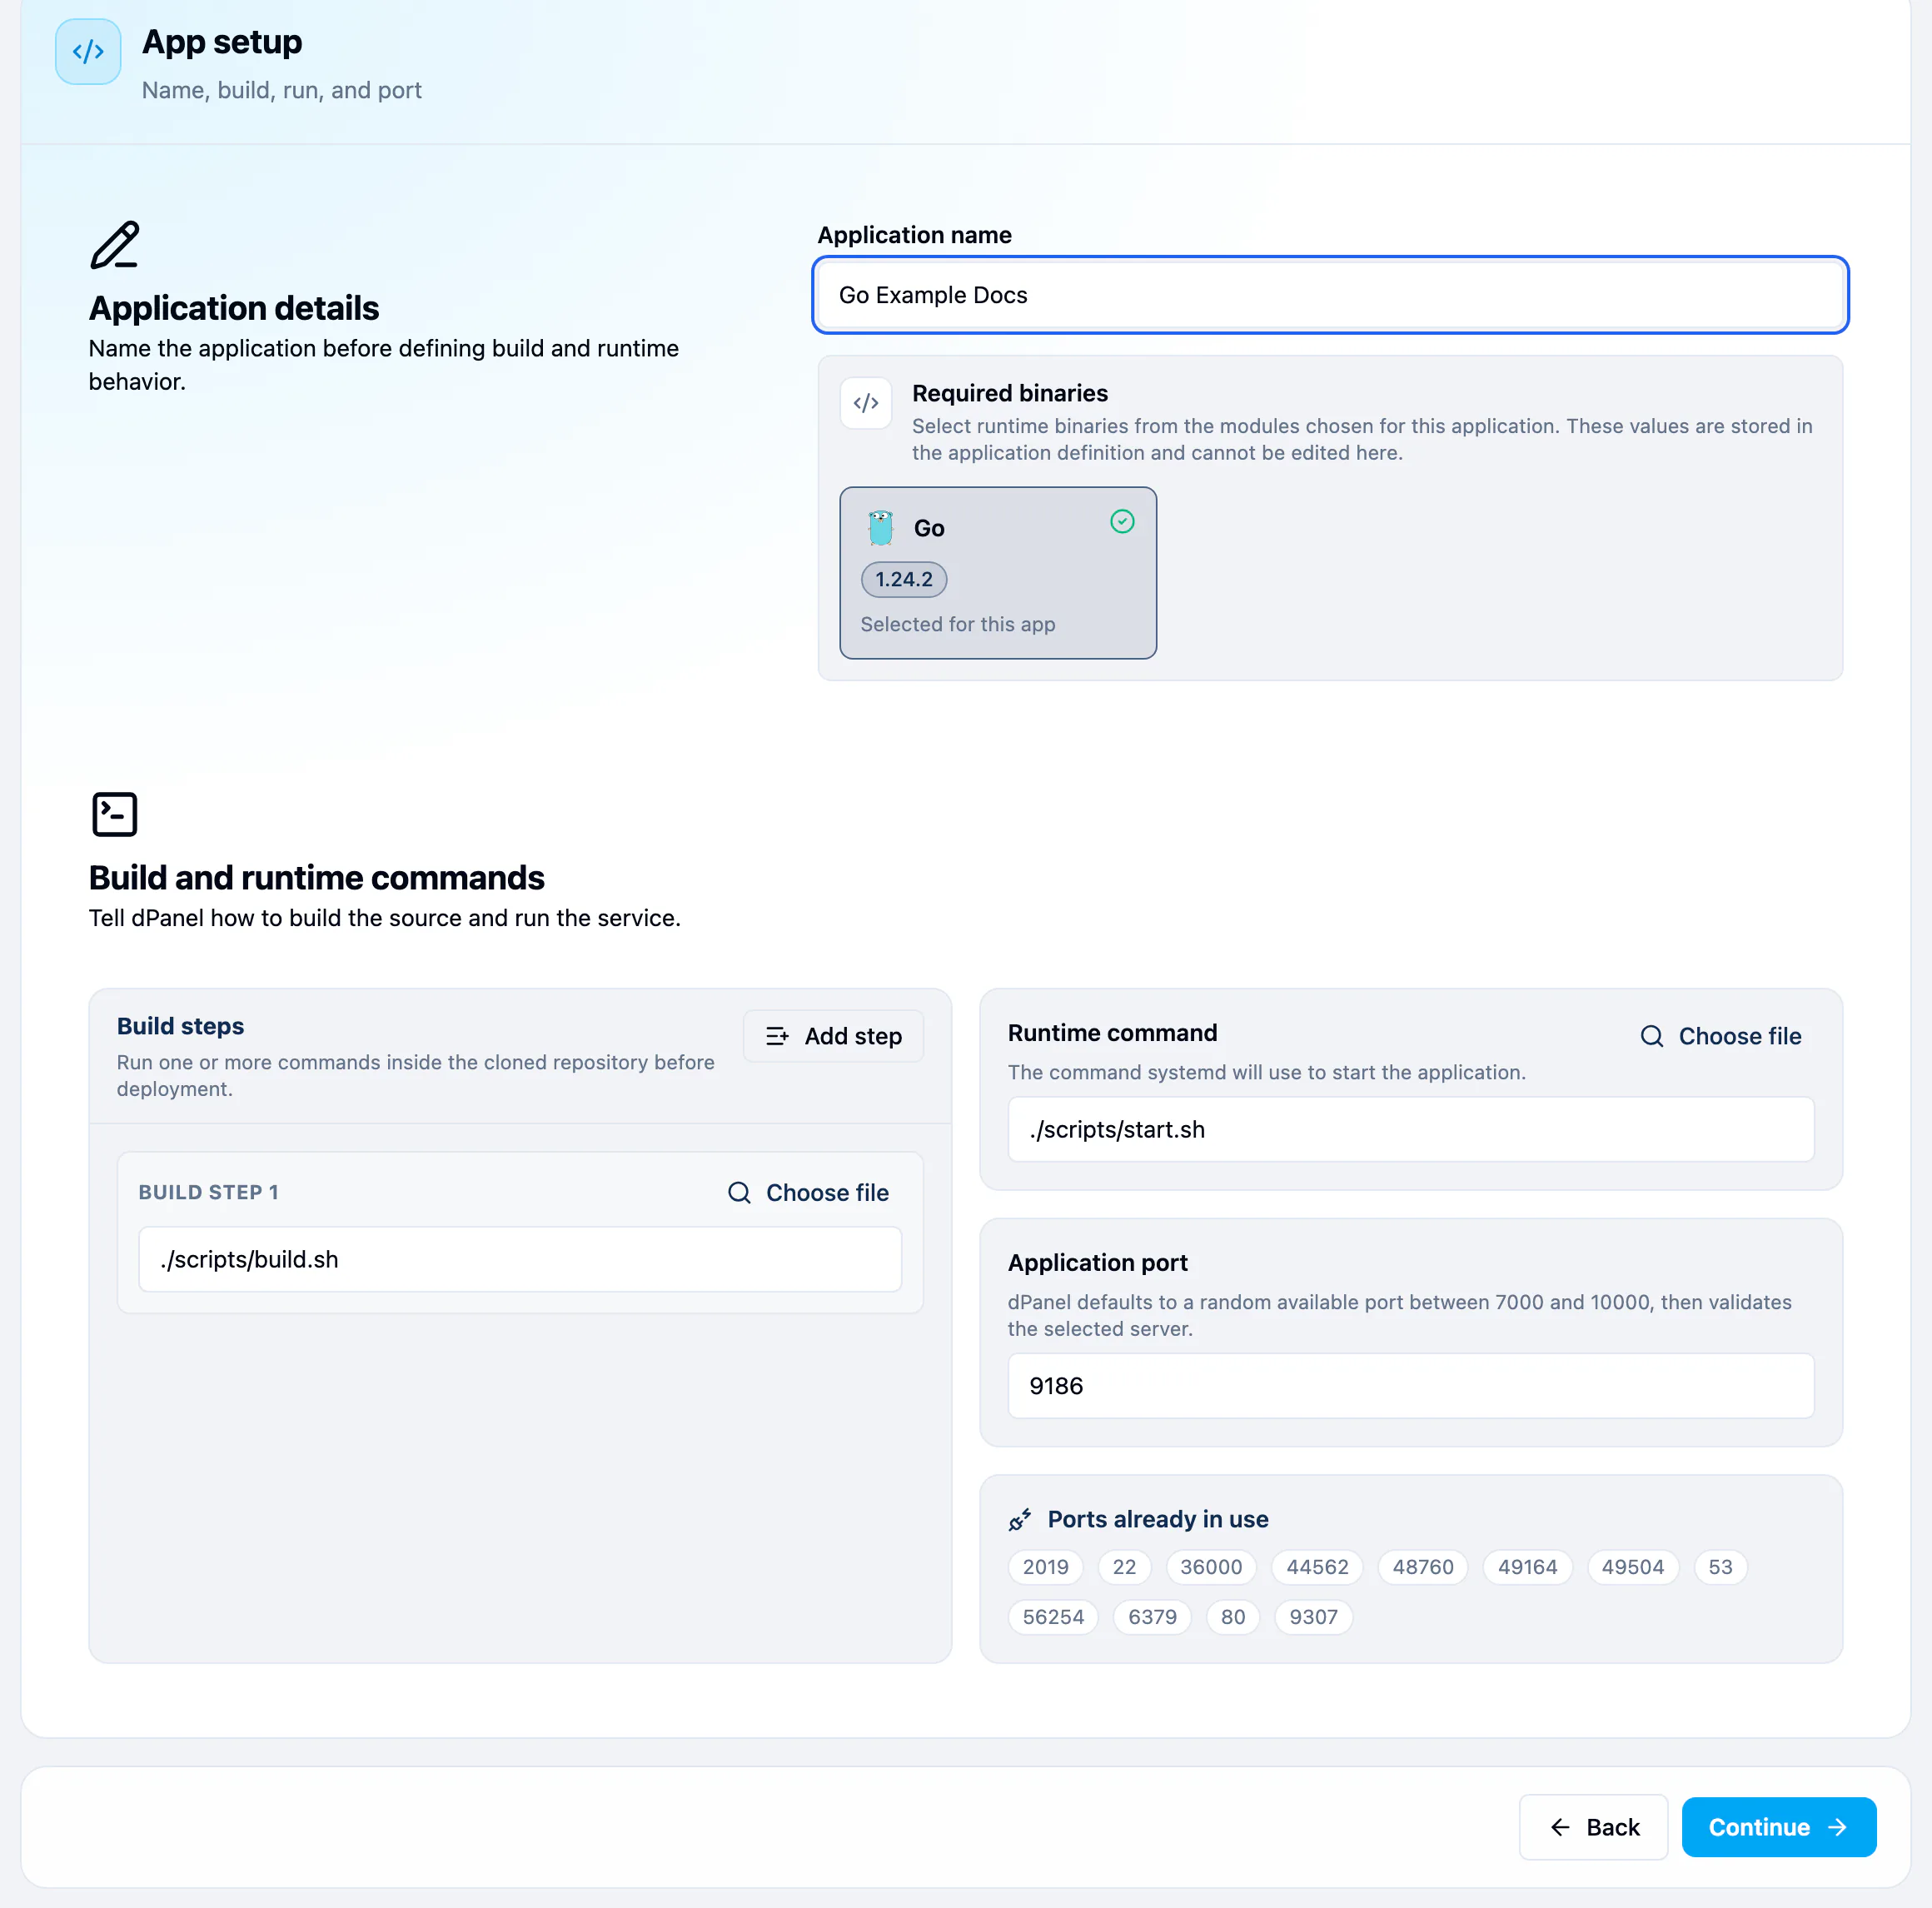 App setup
Name, build, run, and port
Application details
Name the application before defining build and runtime
behavior.
Application name
Go Example Docs
Required binaries
Select runtime binaries from the modules chosen for this application. These values are stored in
the application definition and cannot be edited here.
Go
1.24.2
Selected for this app
Build and runtime commands
Tell dPanel how to build the source and run the service.
Build steps
Add step
Run one or more commands inside the cloned repository before
deployment.
BUILD STEP 1
Choose file
./scripts/build.sh
Runtime command
Choose file
The command systemd will use to start the application.
./scripts/start.sh
Application port
dPanel defaults to a random available port between 7000 and 10000, then validates
the selected server.
9186
Ports already in use
2019 22 36000 44562 48760 49164 49504 53
56254 6379 80 9307
Back
Continue